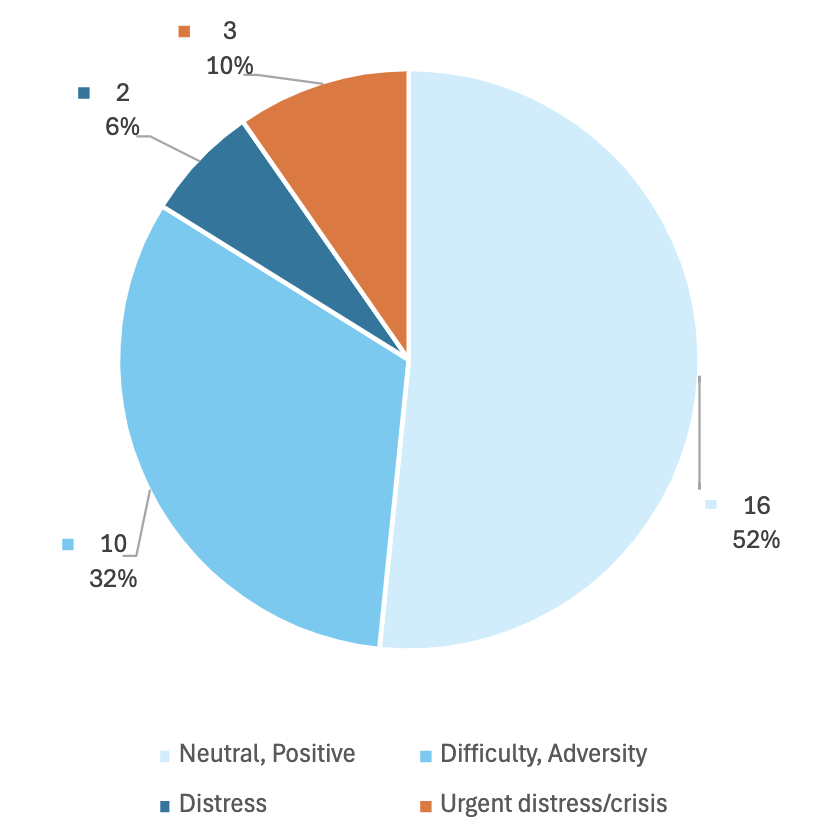 3
10%
2
6%
16
52%
10
32%
Neutral, Positive
Difficulty, Adversity
Distress
Urgent distress/crisis